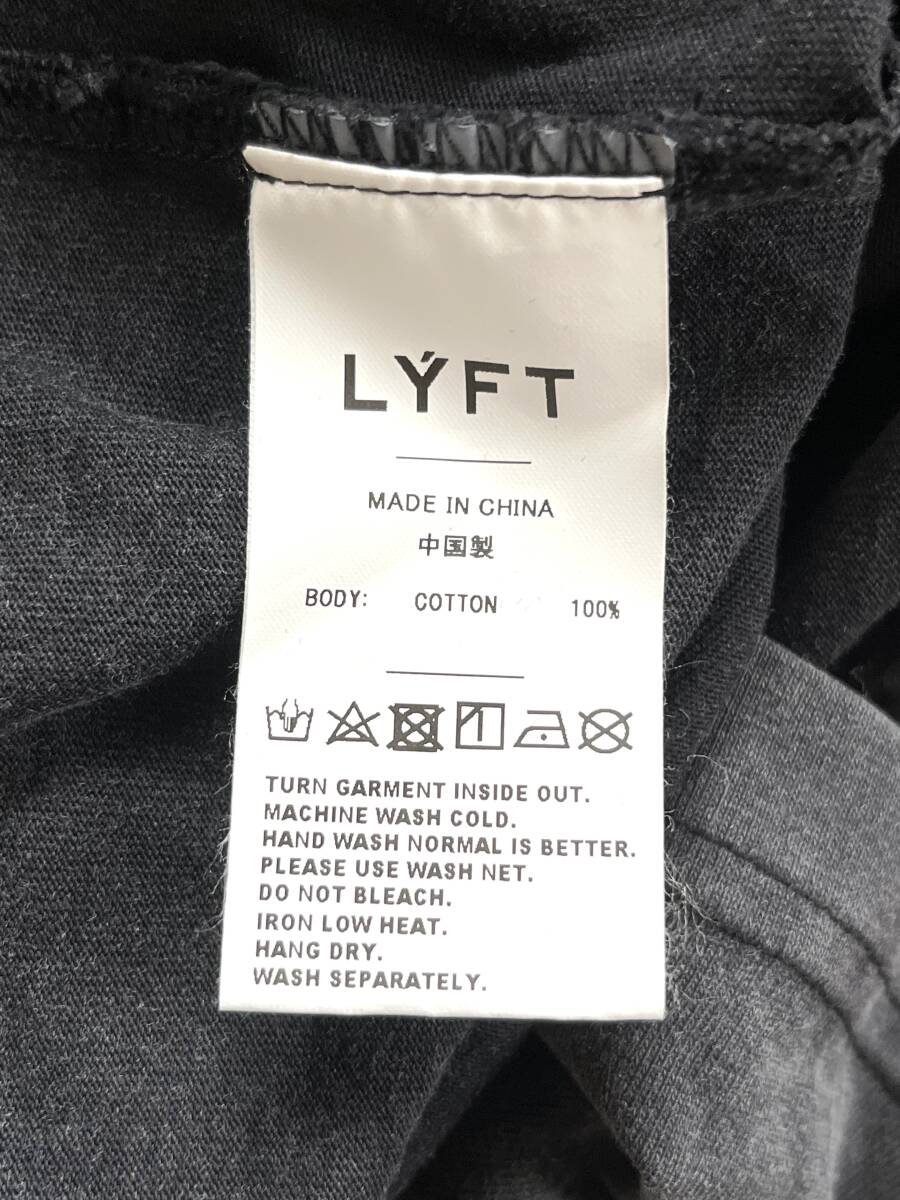 LÝFT
MADE IN CHINA
中国製
BODY: COTTON 100%
TURN GARMENT INSIDE OUT.
MACHINE WASH COLD.
HAND WASH NORMAL IS BETTER.
PLEASE USE WASH NET.
DO NOT BLEACH.
IRON LOW HEAT.
HANG DRY.
WASH SEPARATELY.